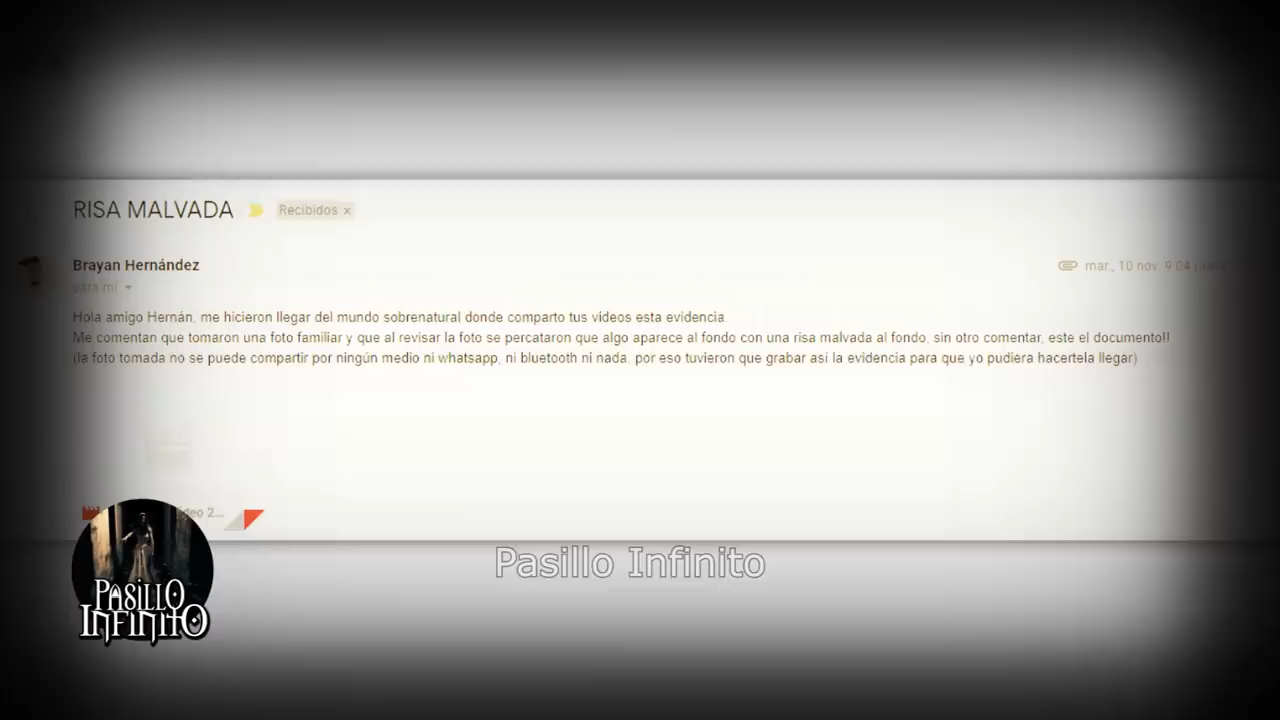 RISA MALVADA
Recibidos x
Brayan Hernández
mar., 10 nov. 9:04
para mí
Hola amigo Hernán, me hicieron llegar del mundo sobrenatural donde comparto tus videos esta evidencia.
Me comentan que tomaron una foto familiar y que al revisar la foto se percataron que algo aparece al fondo con una risa malvada al fondo, sin otro comentar, este el documento!!
(la foto tomada no se puede compartir por ningún medio ni whatsapp, ni bluetooth ni nada por eso tuvieron que grabar así la evidencia para que yo pudiera hacertela llegar)
2...
Pasillo Infinito
PASILLO
INFINITO